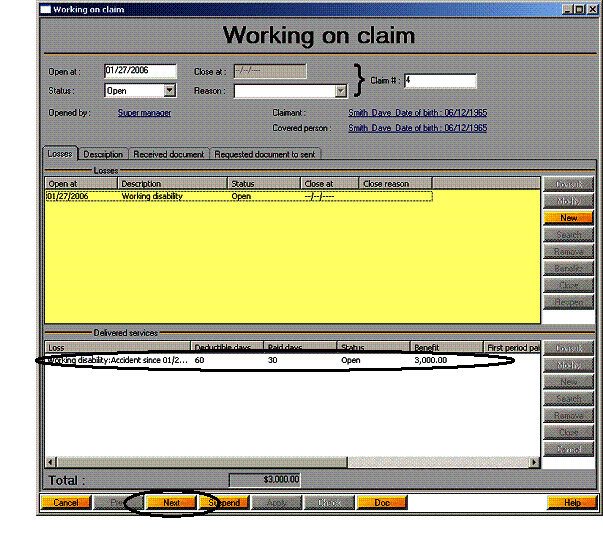 Working on claim
Working on claim
Open at : 01/27/2006 Close at : --/--/---- Claim # : 4
Status : Open Reason :
Opened by : Super manager Claimant : Smith Dave Date of birth : 06/12/1965
Covered person : Smith Dave Date of birth : 06/12/1965
Losses Description Received document Requested document to sent
Losses
Open at Description Status Close at Close reason
01/27/2006 Working disability Open --/--/----
Consult
Modify
New
Search
Remove
Benefits
Close
Reopen
Delivered services
Loss Deductible days Paid days Status Benefit First period pai
Working disability:Accident since 01/2... 60 30 Open 3,000.00
Consult
Modify
New
Search
Remove
Close
Cancel
Total : $3,000.00
Cancel Next Suspend Apply Check Doc Help